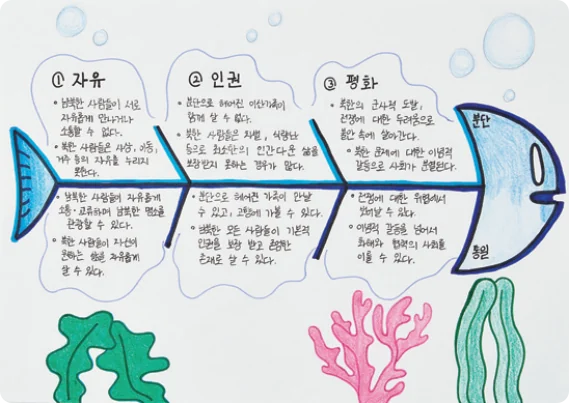 ① 자유
• 남북한 사람들이 서로
자유롭게 만나거나
소통할 수 없다.
• 북한 사람들은 사상, 이동,
거주 등의 자유를 누리지
못한다.
② 인권
• 분단으로 헤어진 이산가족이
함께 살 수 없다.
• 북한 사람들은 차별, 식량난
등으로 최소한의 인간다운 삶을
보장받지 못하는 경우가 많다.
③ 평화
• 북한의 군사적 도발,
전쟁에 대한 두려움으로
불안 속에 살아간다.
• 북한 문제에 대한 이념적
갈등으로 사회가 분열된다.
분단
• 남북한 사람들이 자유롭게
소통·교류하며 남북한 명소를
관광할 수 있다.
• 북한 사람들이 자신이
원하는 삶을 자유롭게
살 수 있다.
• 분단으로 헤어진 가족이 만날
수 있고, 고향에 가볼 수 있다.
• 남북한 모든 사람들이 기본적
인권을 보장 받고 존엄한
존재로 살 수 있다.
• 전쟁에 대한 위협에서
벗어날 수 있다.
• 이념적 갈등을 넘어서
화해와 협력의 사회를
이룰 수 있다.
통일